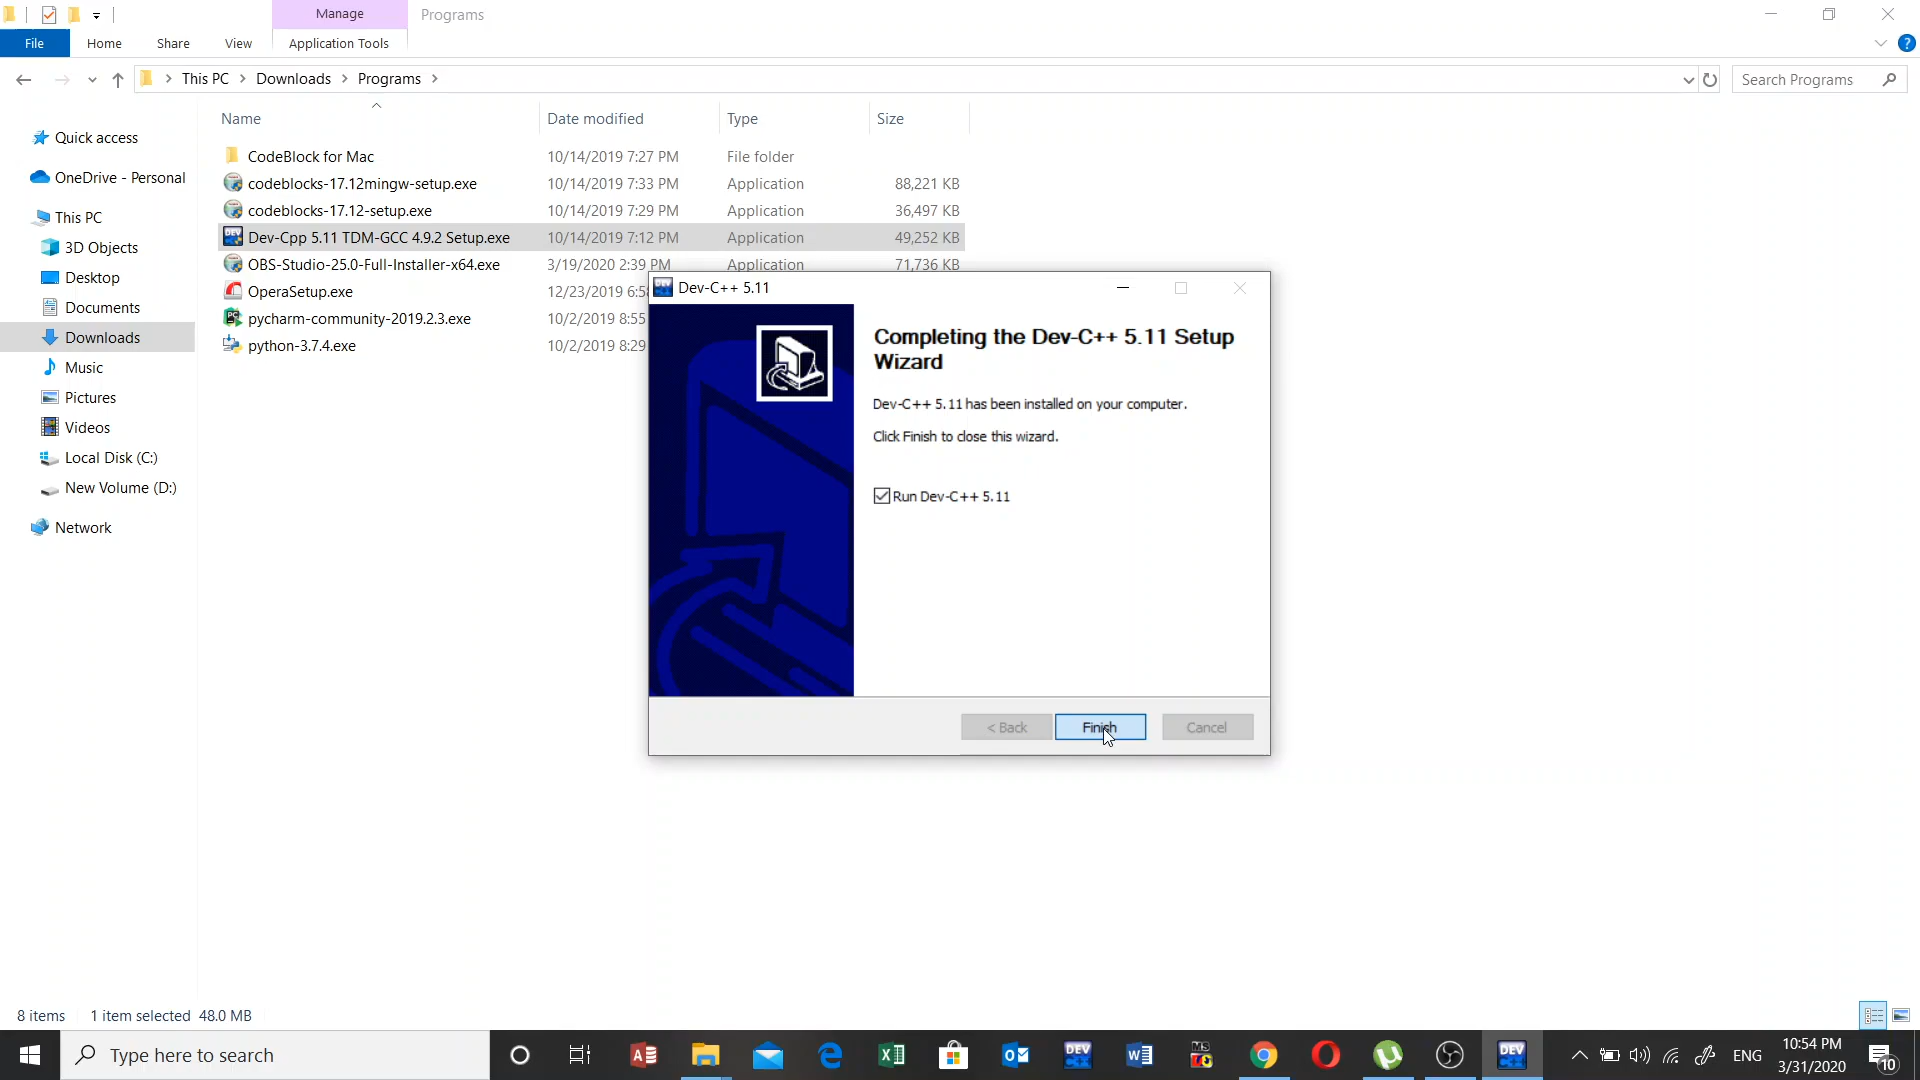 Manage
Programs
File
Home
Share
View
Application Tools
?
This PC
Downloads
Programs
Search Programs
Name
Date modified
Type
Size
Quick access
OneDrive - Personal
This PC
3D Objects
Desktop
Documents
Downloads
Music
Pictures
Videos
Local Disk (C:)
New Volume (D:)
Network
CodeBlock for Mac 10/14/2019 7:27 PM File folder
codeblocks-17.12mingw-setup.exe 10/14/2019 7:33 PM Application 88,221 KB
codeblocks-17.12-setup.exe 10/14/2019 7:29 PM Application 36,497 KB
Dev-Cpp 5.11 TDM-GCC 4.9.2 Setup.exe 10/14/2019 7:12 PM Application 49,252 KB
OBS-Studio-25.0-Full-Installer-x64.exe 3/19/2020 2:39 PM Application 71,736 KB
OperaSetup.exe 12/23/2019 6:5
pycharm-community-2019.2.3.exe 10/2/2019 8:55
python-3.7.4.exe 10/2/2019 8:29
Dev-C++ 5.11
Completing the Dev-C++ 5.11 Setup
Wizard
Dev-C++ 5.11 has been installed on your computer.
Click Finish to close this wizard.
Run Dev-C++ 5.11
< Back
Finish
Cancel
8 items 1 item selected 48.0 MB
Type here to search
DEV
MS
DEV
ENG
10:54 PM
3/31/2020
10